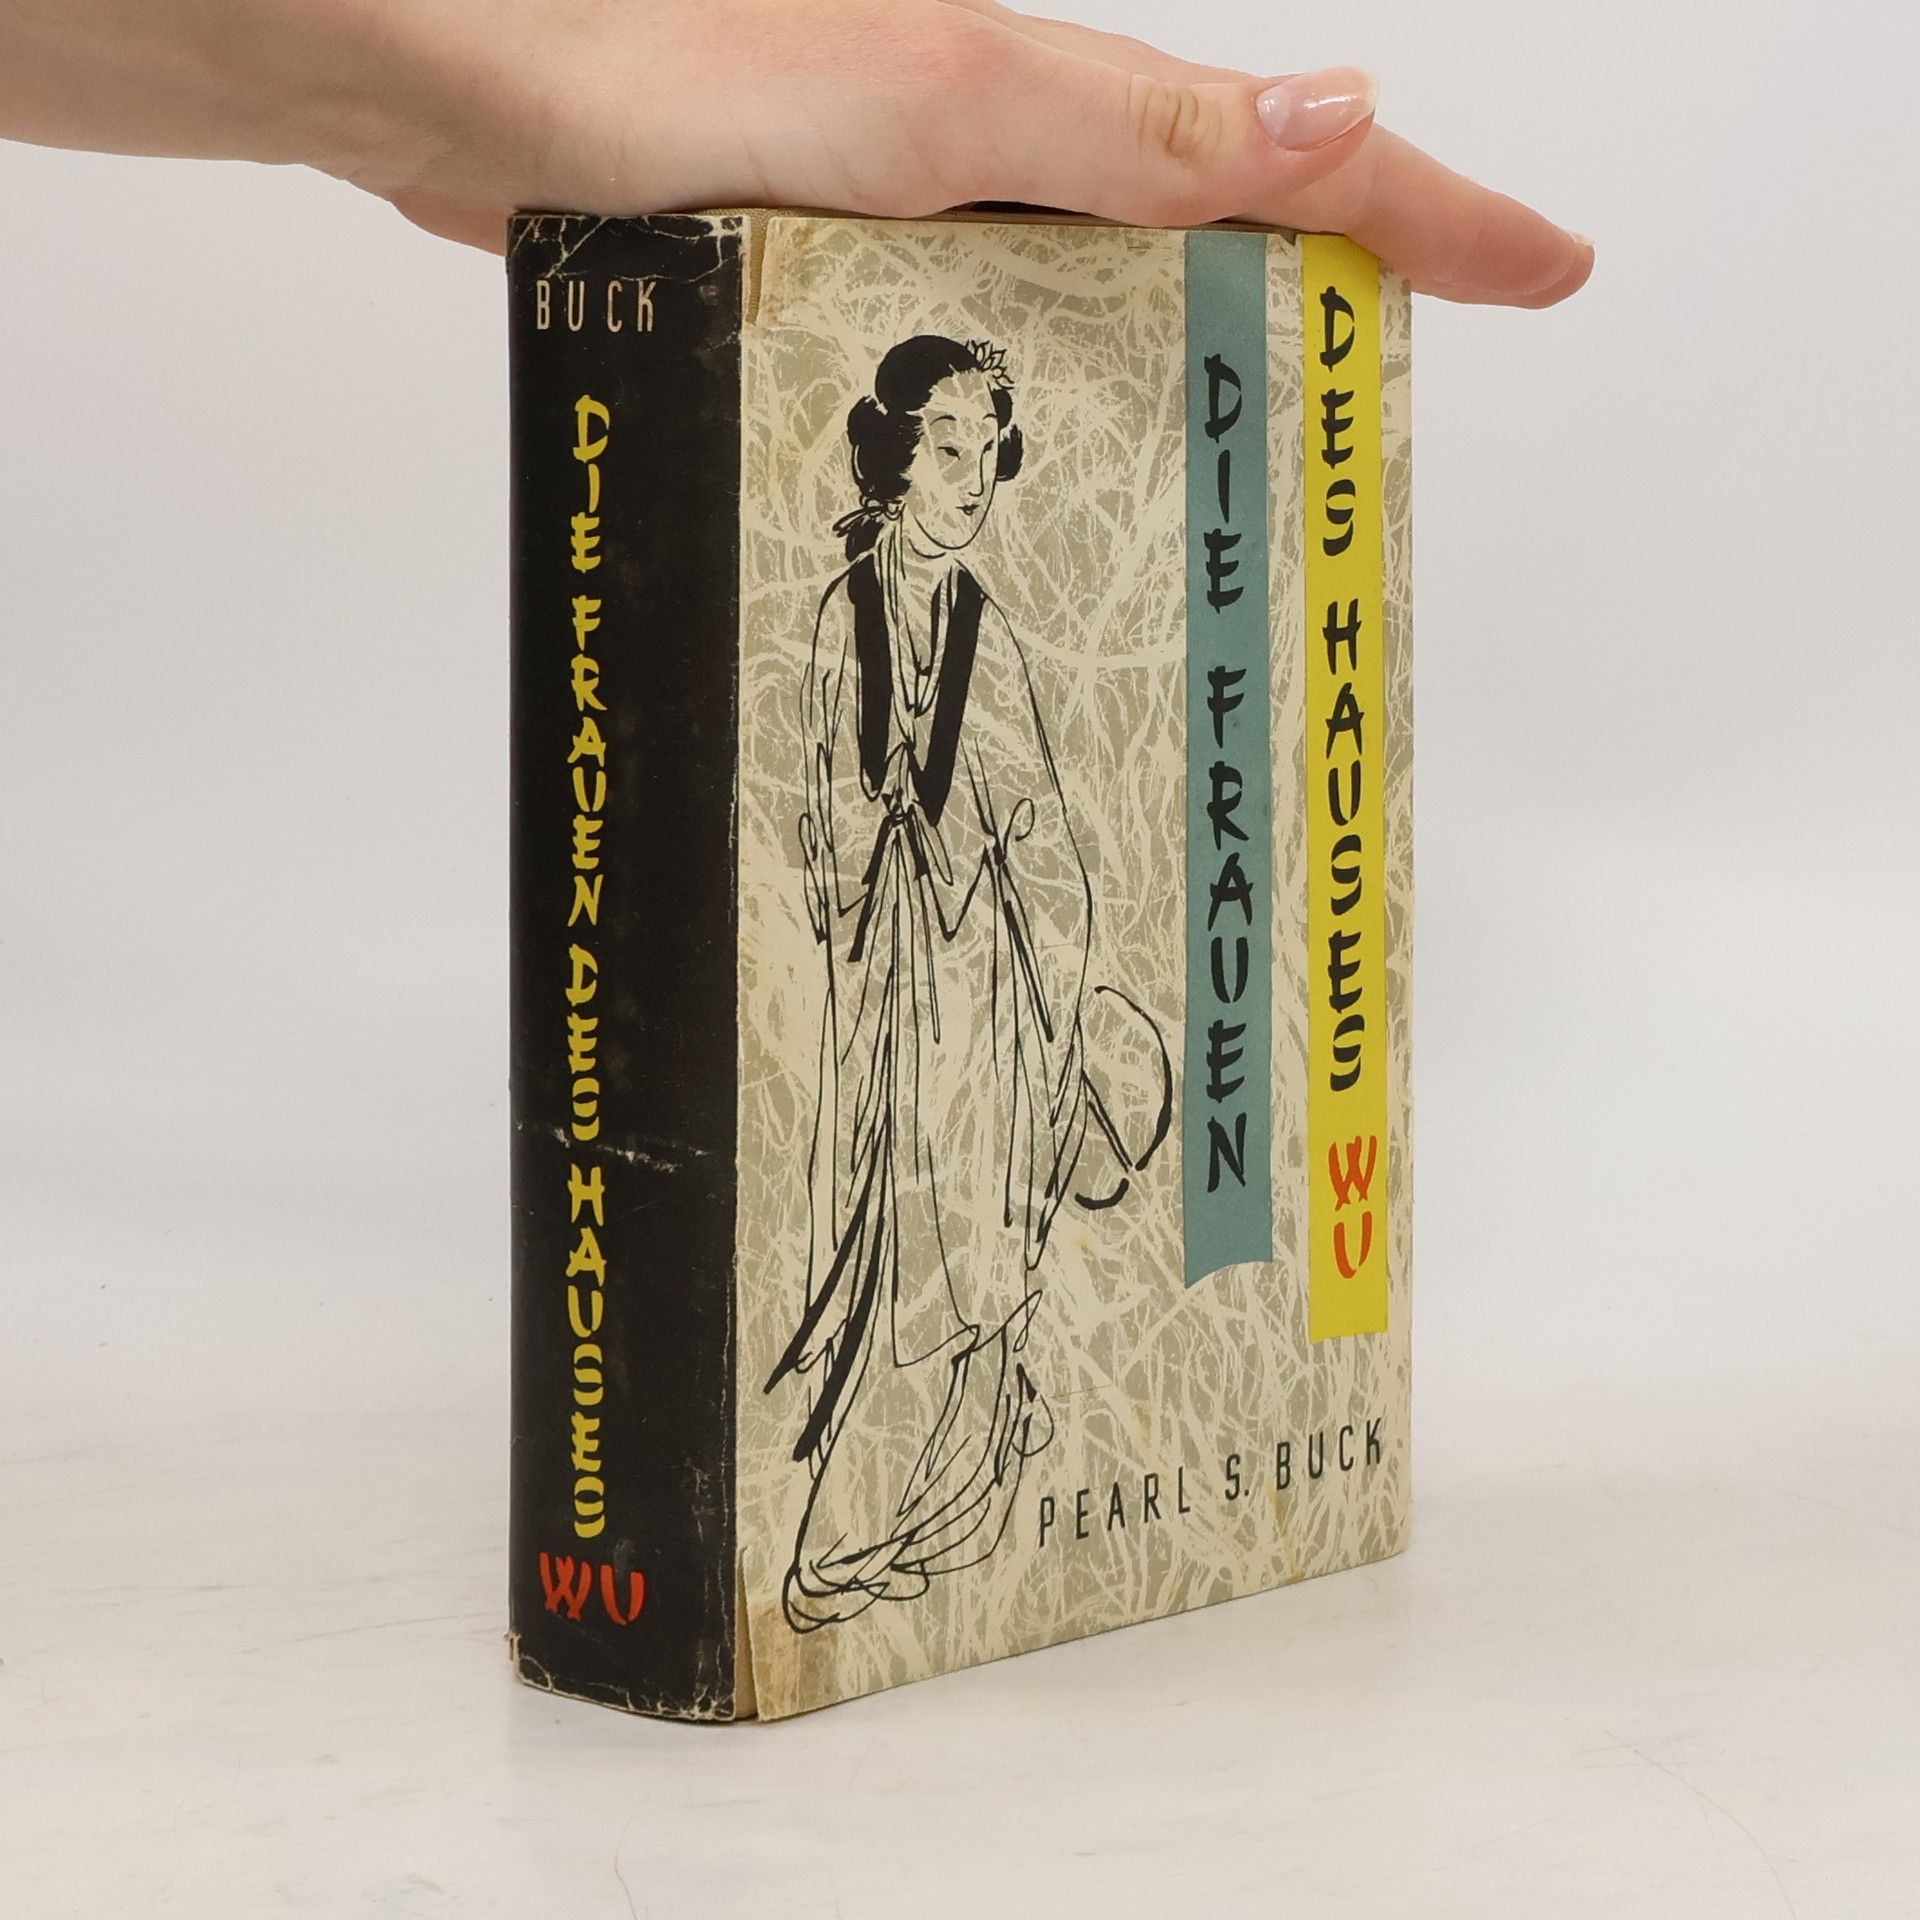 BUCK
DIE FRAUEN DES HAUSES
WU
DIE FRAUEN
DES HAUSES WU
PEARL S. BUCK